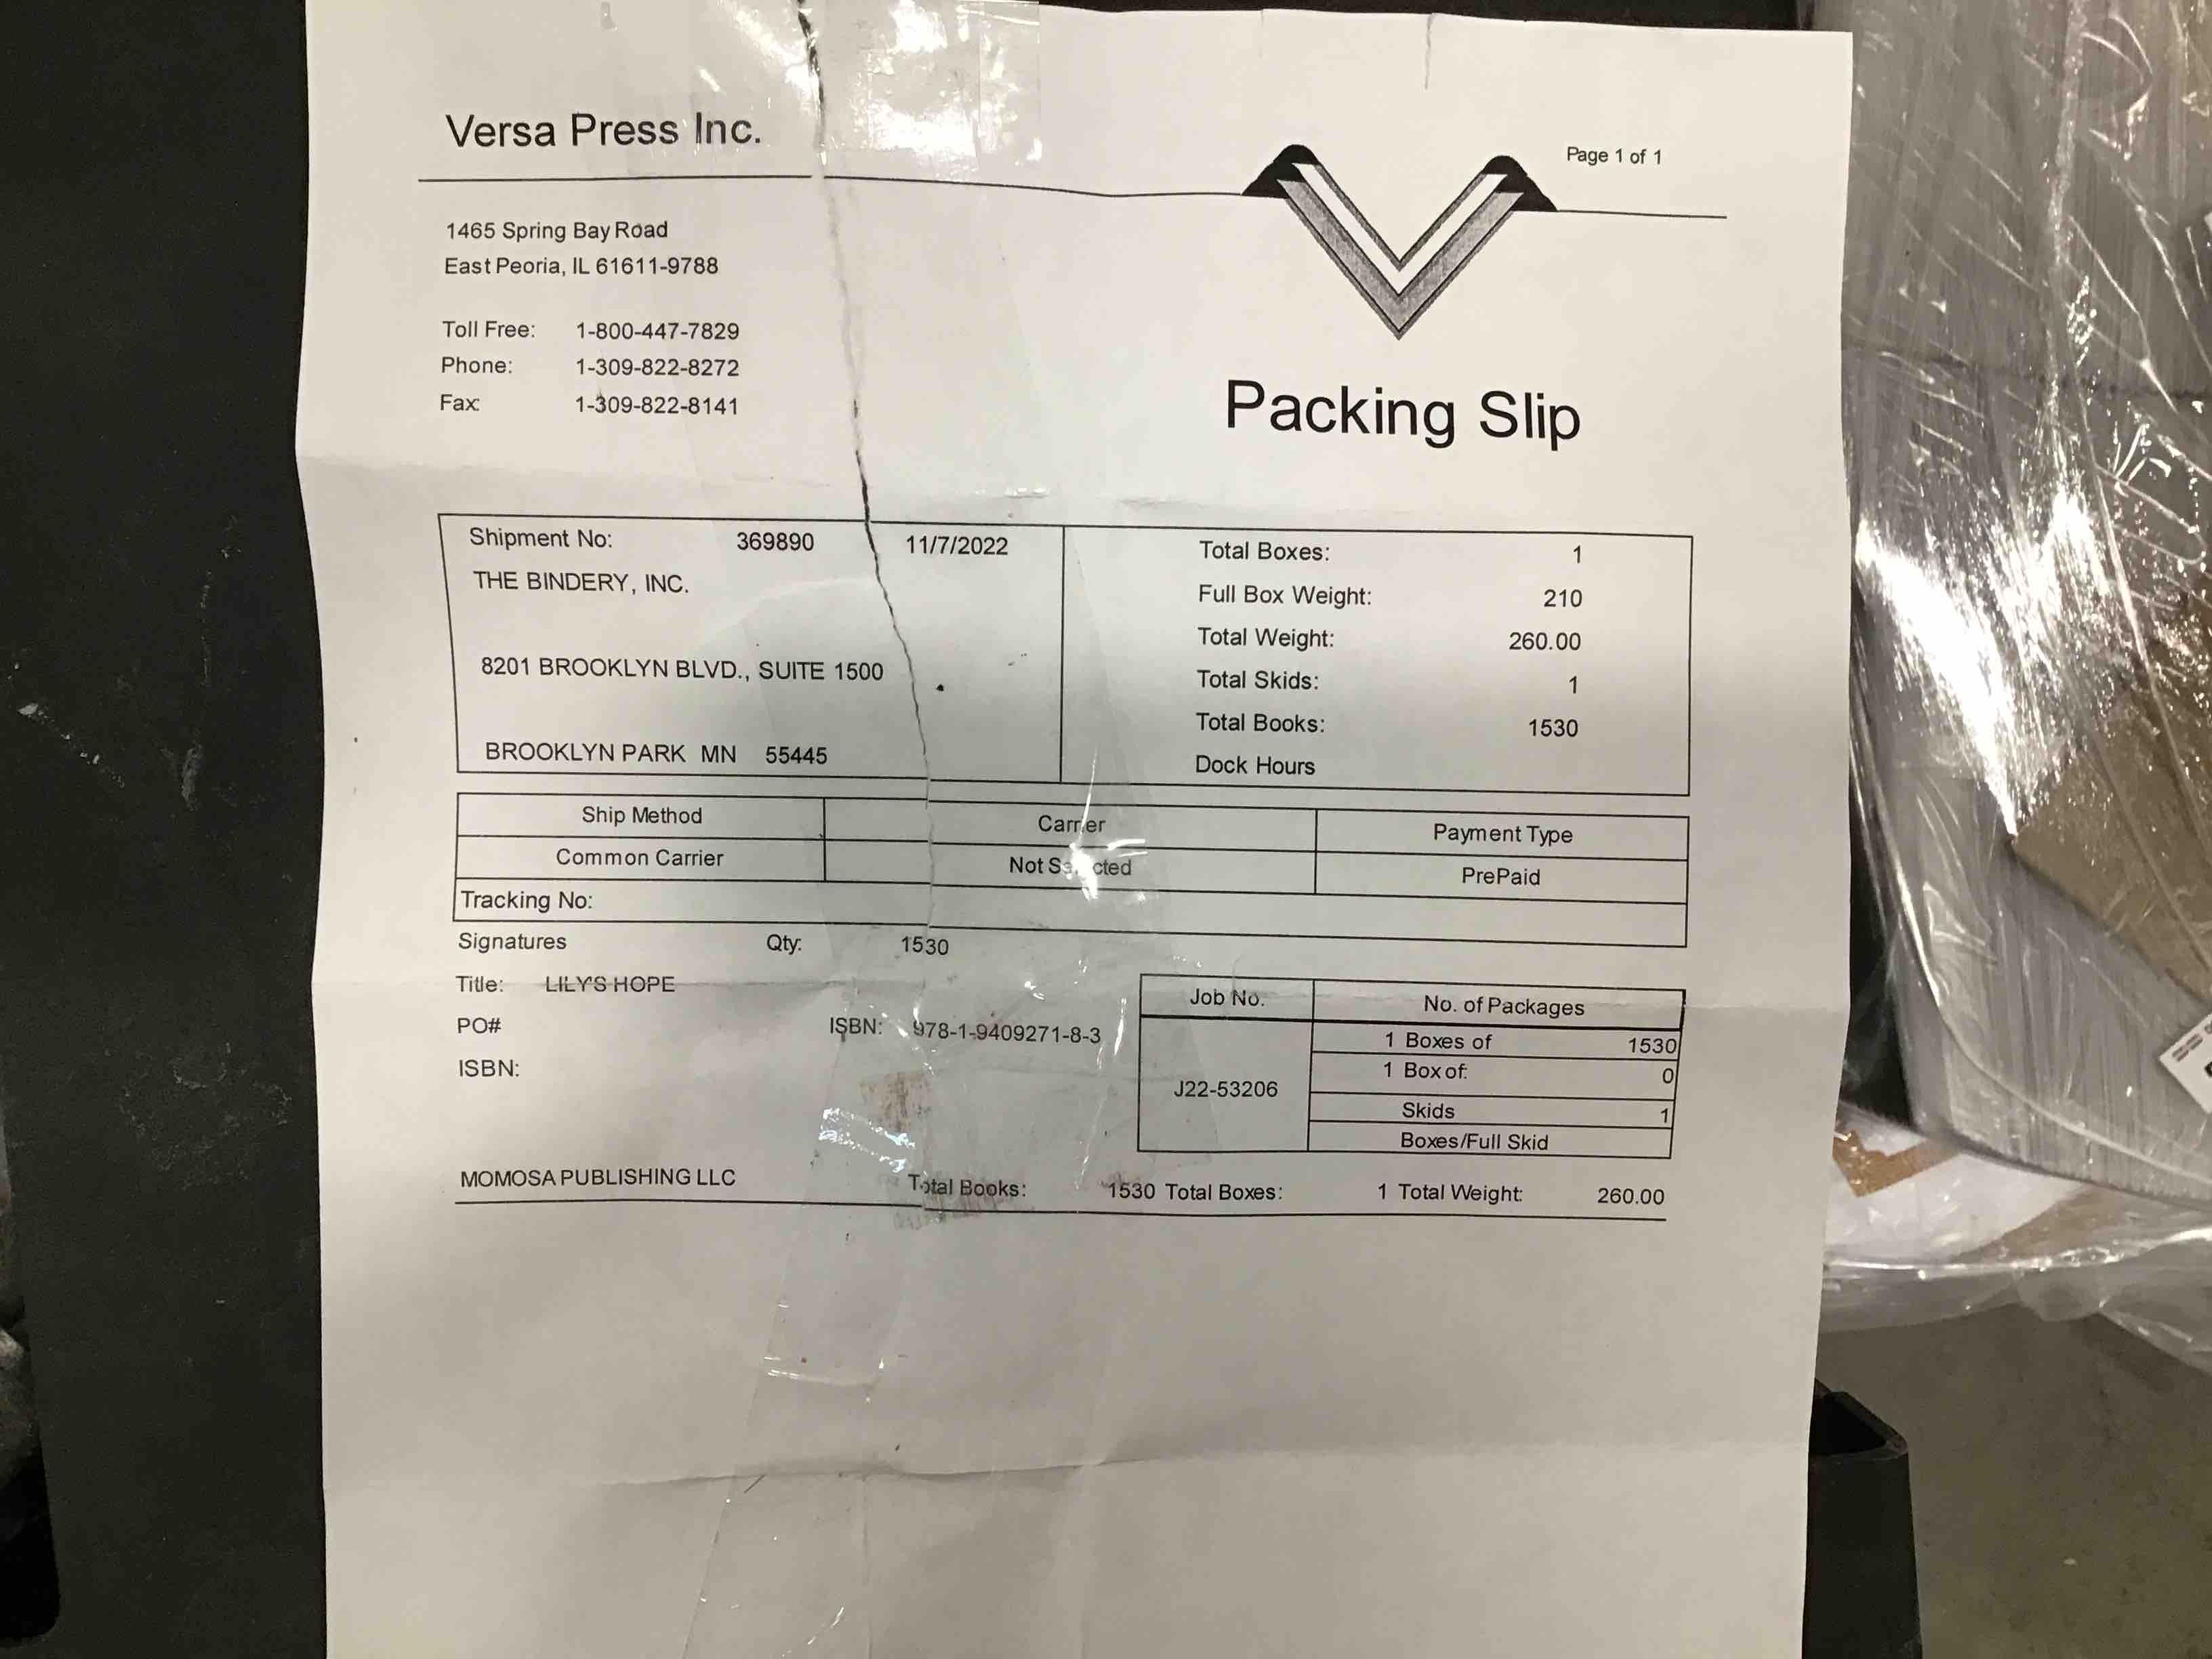 Versa Press Inc.
Page 1 of 1
1465 Spring Bay Road
East Peoria, IL 61611-9788
Toll Free: 1-800-447-7829
Phone: 1-309-822-8272
Fax: 1-309-822-8141
Packing Slip
Shipment No: 369890 11/7/2022
THE BINDERY, INC.
8201 BROOKLYN BLVD., SUITE 1500
BROOKLYN PARK MN 55445
Total Boxes: 1
Full Box Weight: 210
Total Weight: 260.00
Total Skids: 1
Total Books: 1530
Dock Hours
Ship Method Carrier Payment Type
Common Carrier Not Selected PrePaid
Tracking No:
Signatures Qty: 1530
Title: LILY'S HOPE
PO# ISBN: 978-1-9409271-8-3
ISBN:
Job No. No. of Packages
J22-53206
1 Boxes of 1530
1 Box of: 0
Skids 1
Boxes/Full Skid
MOMOSA PUBLISHING LLC Total Books: 1530 Total Boxes: 1 Total Weight: 260.00